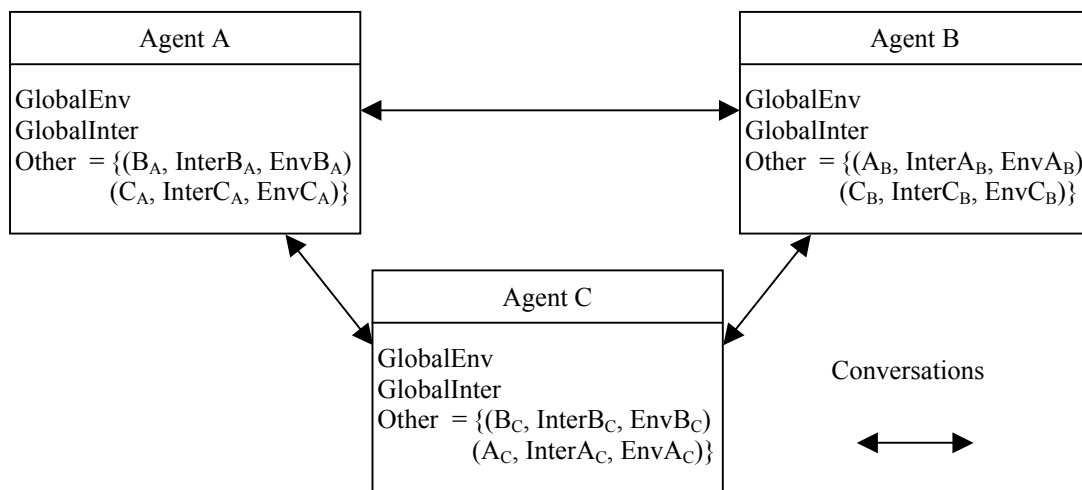 Agent A
GlobalEnv
GlobalInter
Other = {(B_A, InterB_A, EnvB_A)
(C_A, InterC_A, EnvC_A)}
Agent B
GlobalEnv
GlobalInter
Other = {(A_B, InterA_B, EnvA_B)
(C_B, InterC_B, EnvC_B)}
Agent C
GlobalEnv
GlobalInter
Other = {(B_C, InterB_C, EnvB_C)
(A_C, InterA_C, EnvA_C)}
Conversations